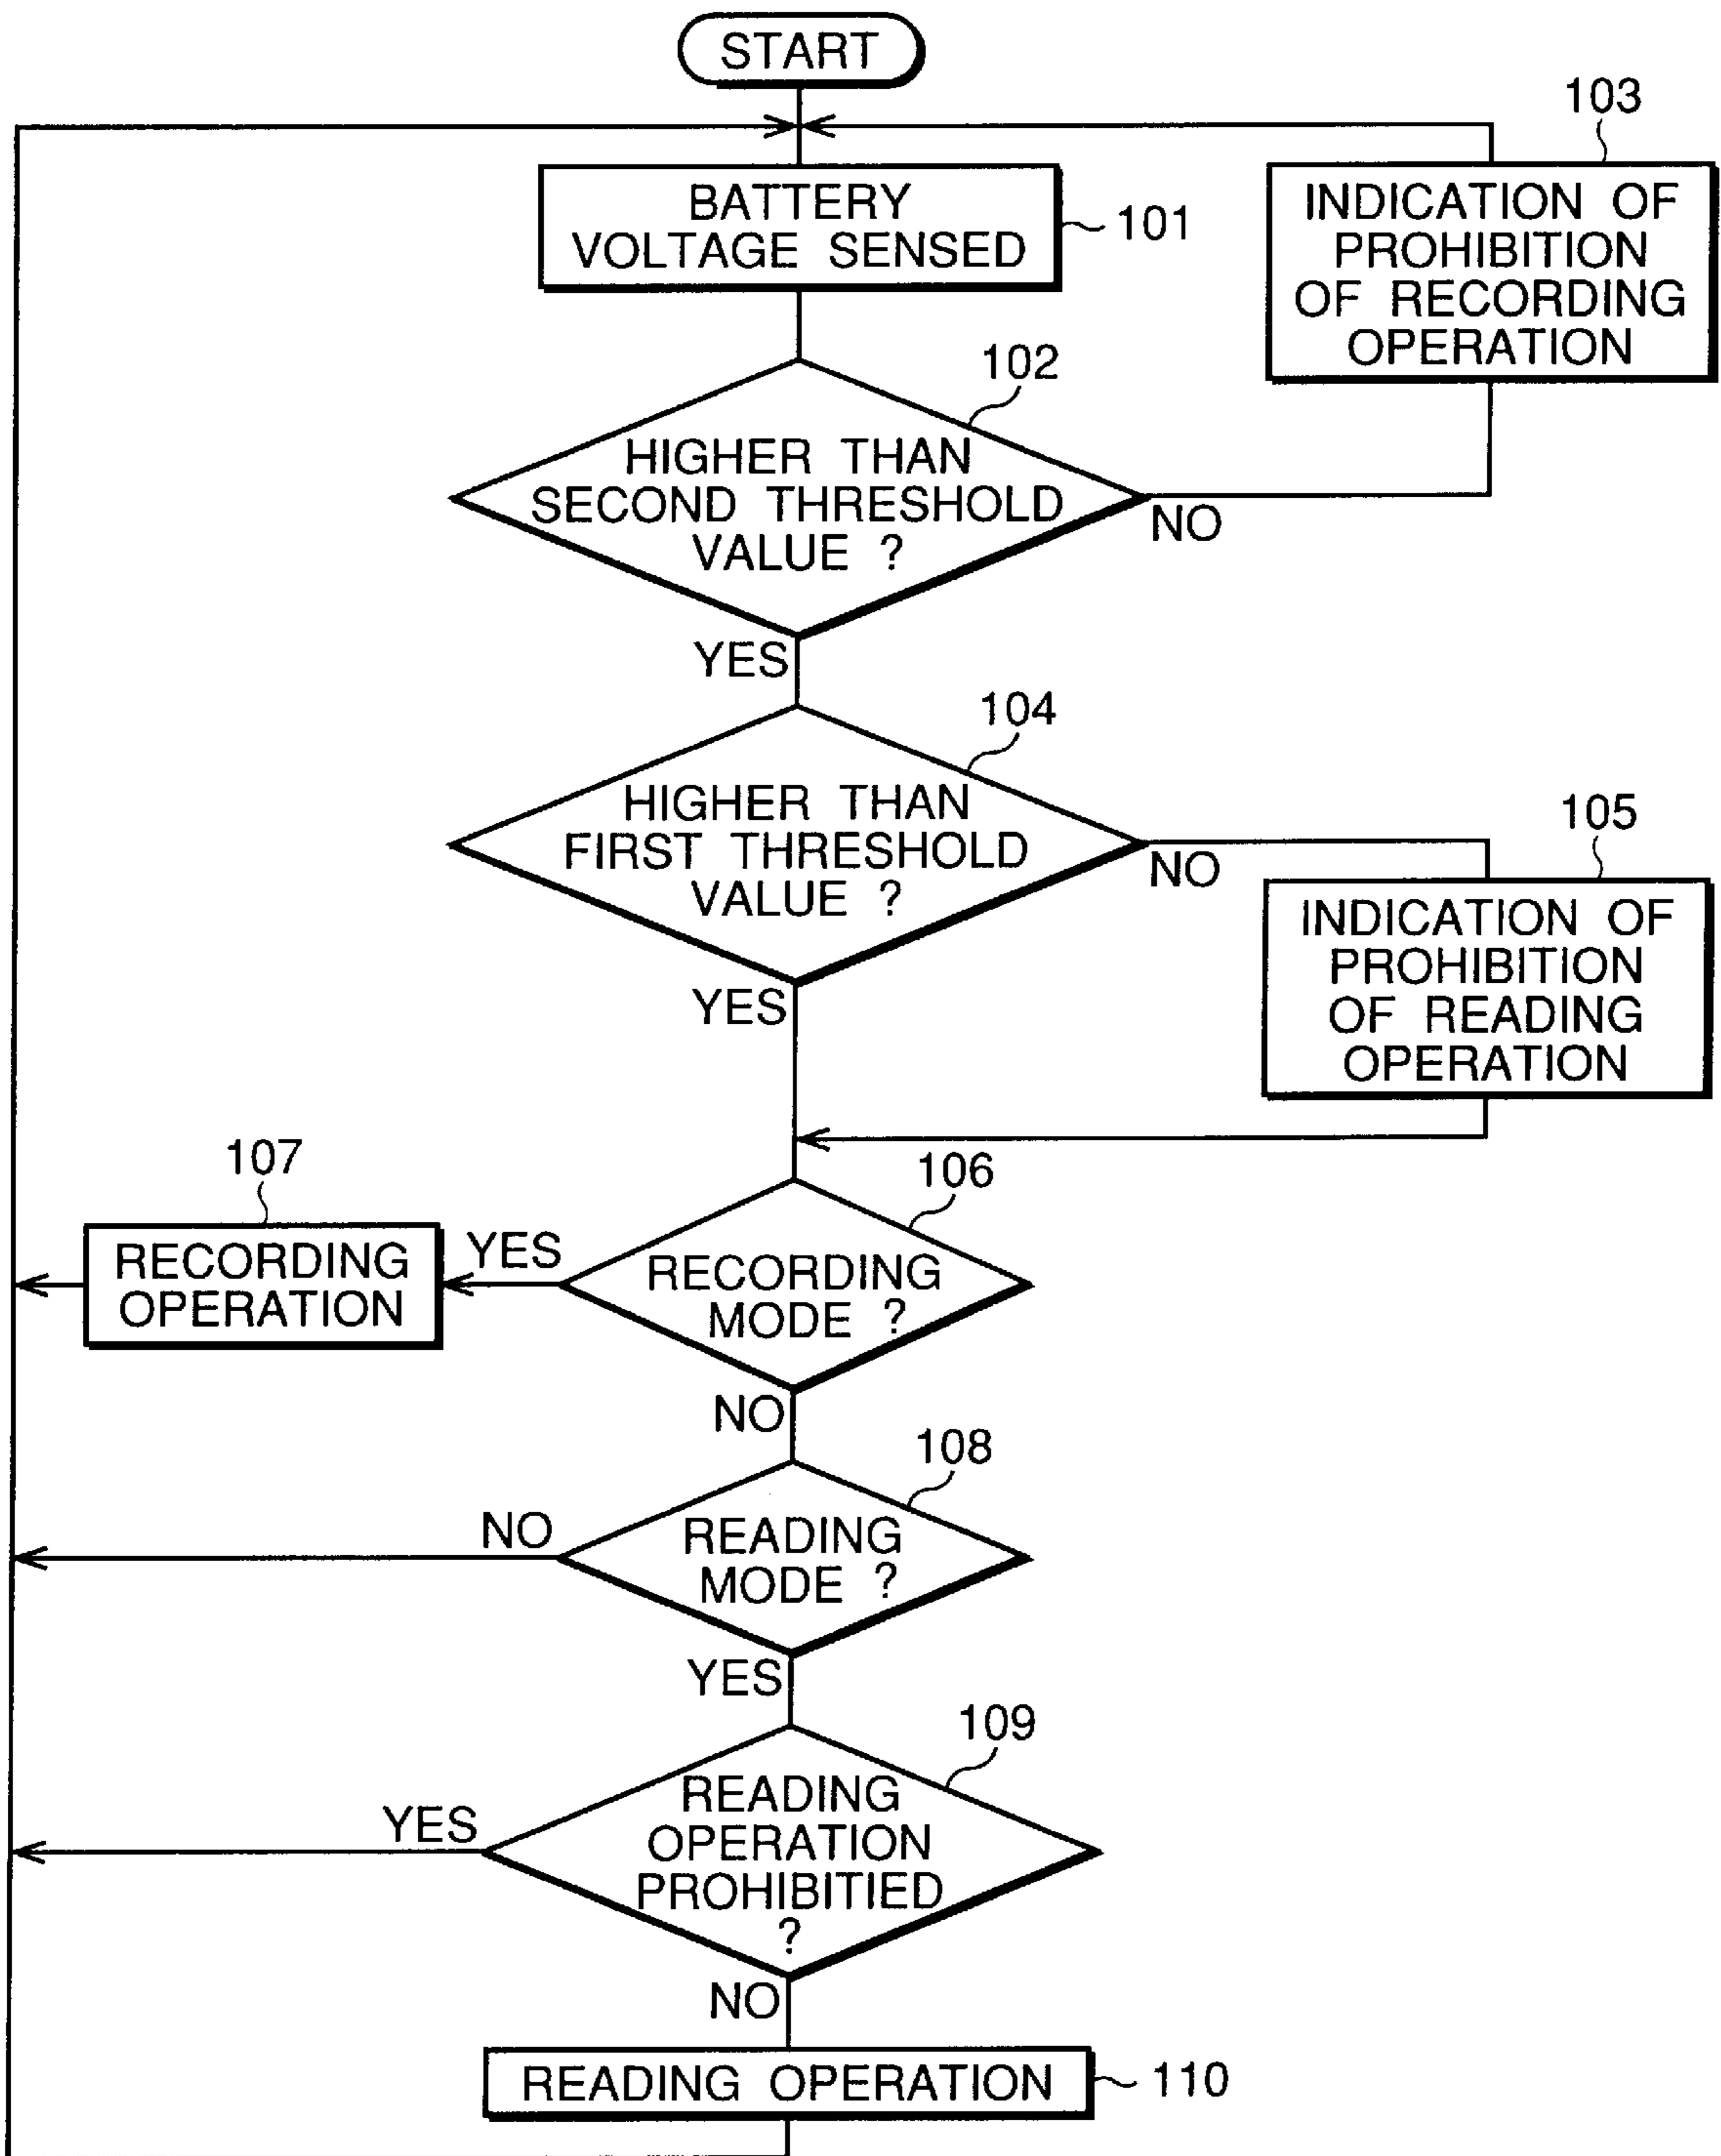 START
103
BATTERY
VOLTAGE SENSED
101
INDICATION OF
PROHIBITION
OF RECORDING
OPERATION
102
HIGHER THAN
SECOND THRESHOLD
VALUE ?
NO
YES
104
HIGHER THAN
FIRST THRESHOLD
VALUE ?
NO
105
INDICATION OF
PROHIBITION
OF READING
OPERATION
YES
106
107
RECORDING
OPERATION
YES
RECORDING
MODE ?
NO
108
NO
READING
MODE ?
YES
109
YES
READING
OPERATION
PROHIBITIED
?
NO
READING OPERATION
110